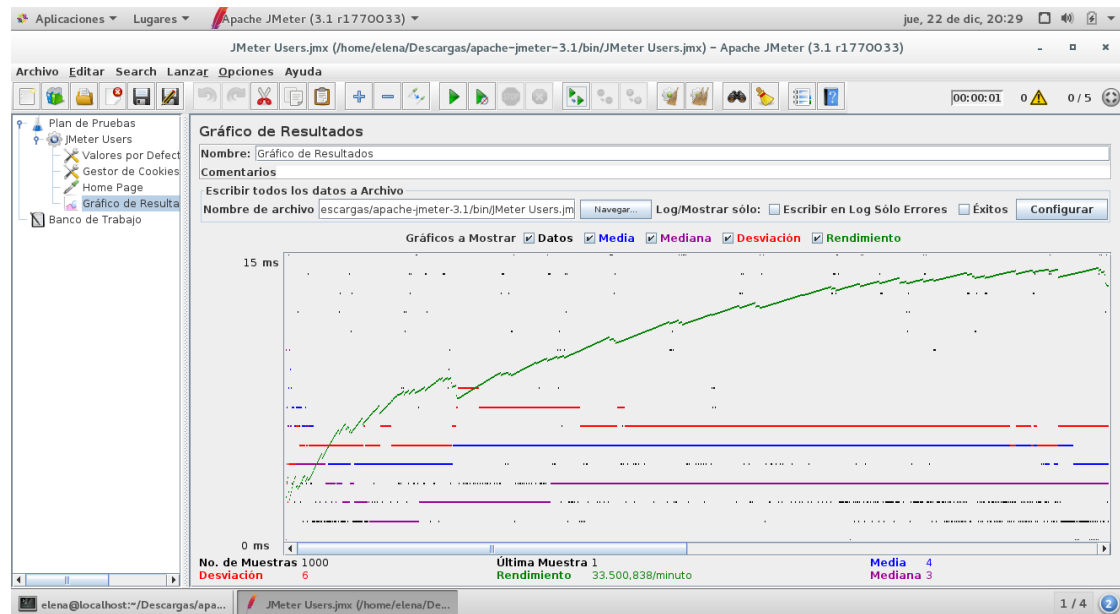 Aplicaciones Lugares Apache JMeter (3.1 r1770033) jue, 22 de dic, 20:29
JMeter Users.jmx (/home/elena/Descargas/apache-jmeter-3.1/bin/JMeter Users.jmx) – Apache JMeter (3.1 r1770033)
Archivo Editar Search Lanzar Opciones Ayuda
00:00:01 0 0 / 5
Plan de Pruebas
JMeter Users
Valores por Defect
Gestor de Cookies
Home Page
Gráfico de Resulta
Banco de Trabajo
Gráfico de Resultados
Nombre: Gráfico de Resultados
Comentarios
Escribir todos los datos a Archivo
Nombre de archivo escargas/apache-jmeter-3.1/bin/JMeter Users.jm Navegar... Log/Mostrar sólo: Escribir en Log Sólo Errores Éxitos Configurar
Gráficos a Mostrar Datos Media Mediana Desviación Rendimiento
15 ms
0 ms
No. de Muestras 1000 Última Muestra 1 Media 4
Desviación 6 Rendimiento 33.500,838/minuto Mediana 3
elena@localhost:~/Descargas/apa... JMeter Users.jmx (/home/elena/De... 1 / 4 2